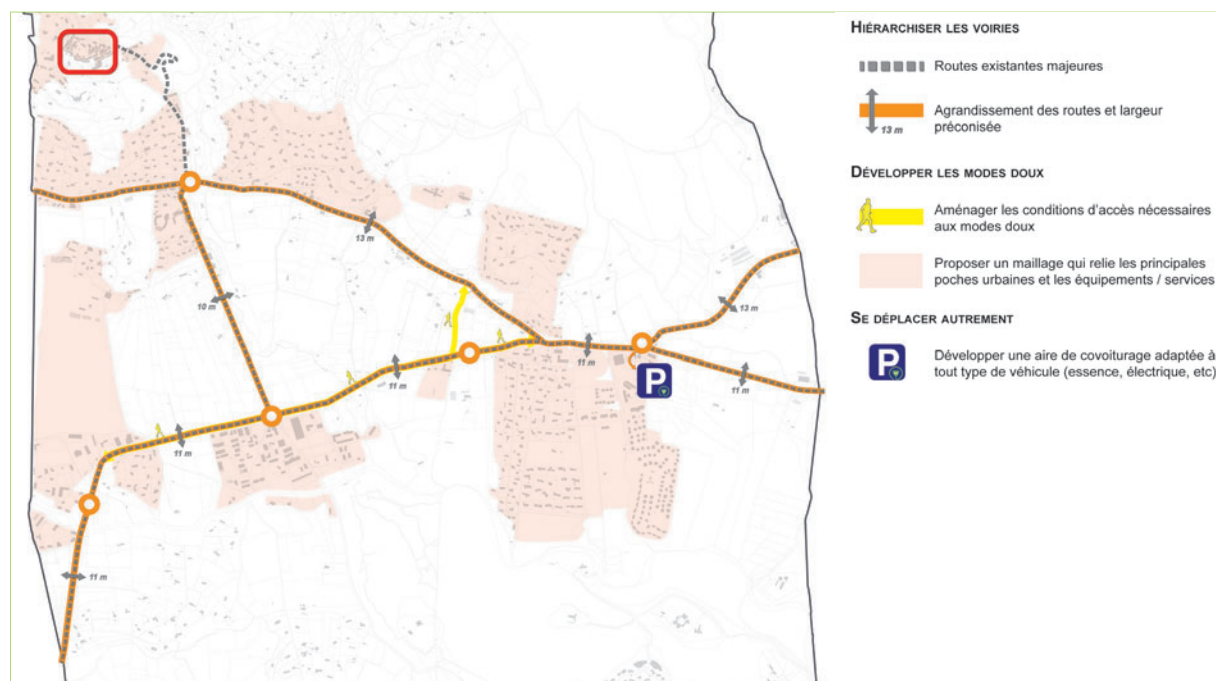 HIÉRARCHISER LES VOIRIES
Routes existantes majeures
13 m
Agrandissement des routes et largeur
préconisée
DÉVELOPPER LES MODES DOUX
Aménager les conditions d'accès nécessaires
aux modes doux
Proposer un maillage qui relie les principales
poches urbaines et les équipements / services
SE DÉPLACER AUTREMENT
P
Développer une aire de covoiturage adaptée à
tout type de véhicule (essence, électrique, etc)
13 m
10 m
13 m
11 m
11 m
11 m
P
11 m
11 m